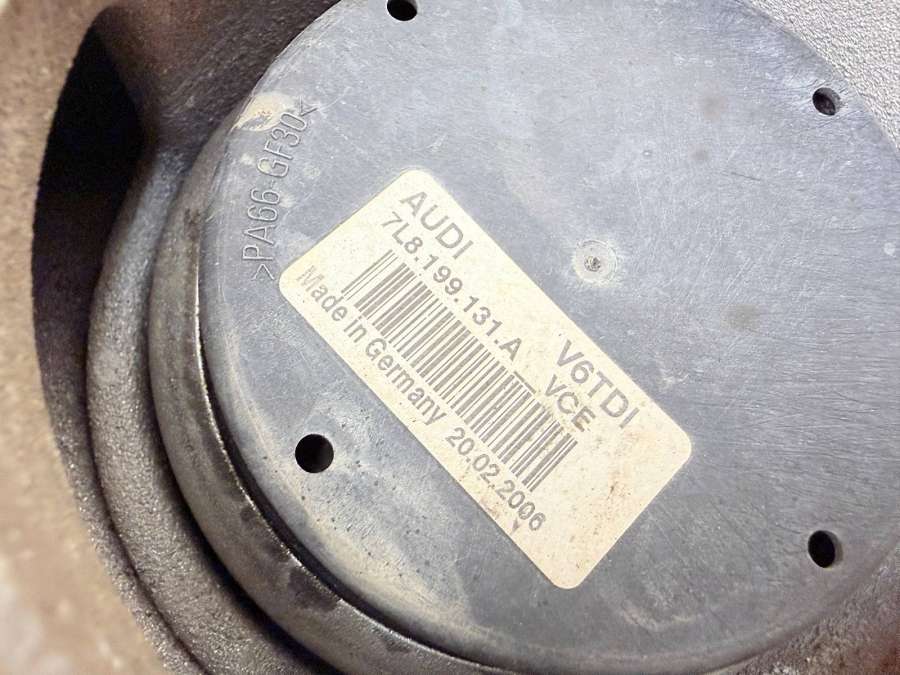 >PA66-GF30<
AUDI V6TDI
7L8.199.131.A VCE
Made in Germany 20.02.2006